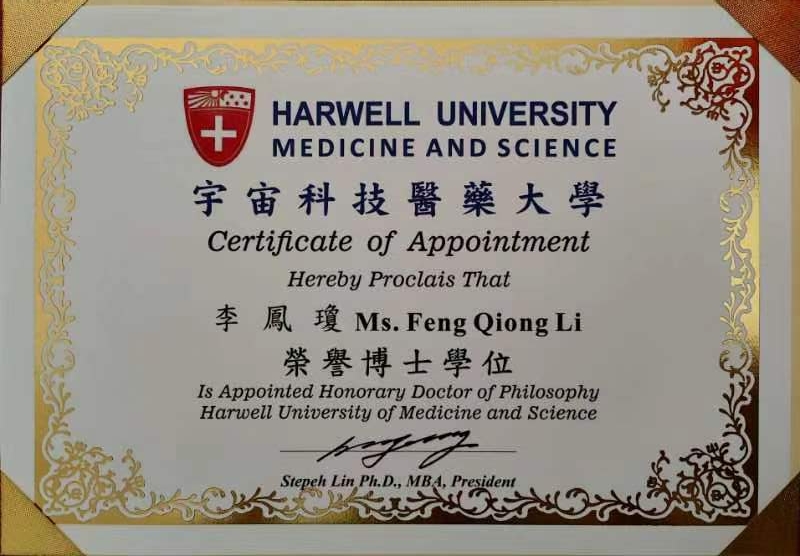 HARWELL UNIVERSITY
MEDICINE AND SCIENCE
宇宙科技醫藥大學
Certificate of Appointment
Hereby Proclais That
李鳳瓊 Ms. Feng Qiong Li
榮譽博士學位
Is Appointed Honorary Doctor of Philosophy
Harwell University of Medicine and Science
Stepeh Lin Ph.D., MBA, President